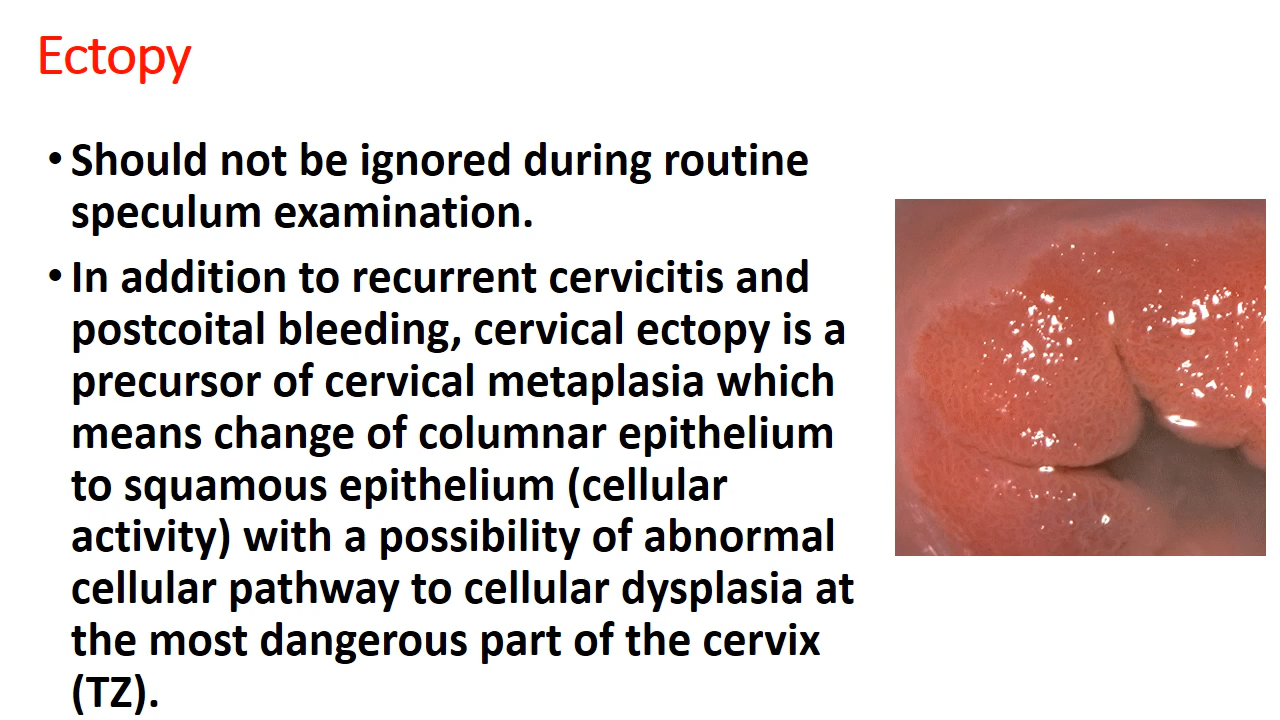 Ectopy
• Should not be ignored during routine
speculum examination.
• In addition to recurrent cervicitis and
postcoital bleeding, cervical ectopy is a
precursor of cervical metaplasia which
means change of columnar epithelium
to squamous epithelium (cellular
activity) with a possibility of abnormal
cellular pathway to cellular dysplasia at
the most dangerous part of the cervix
(TZ).